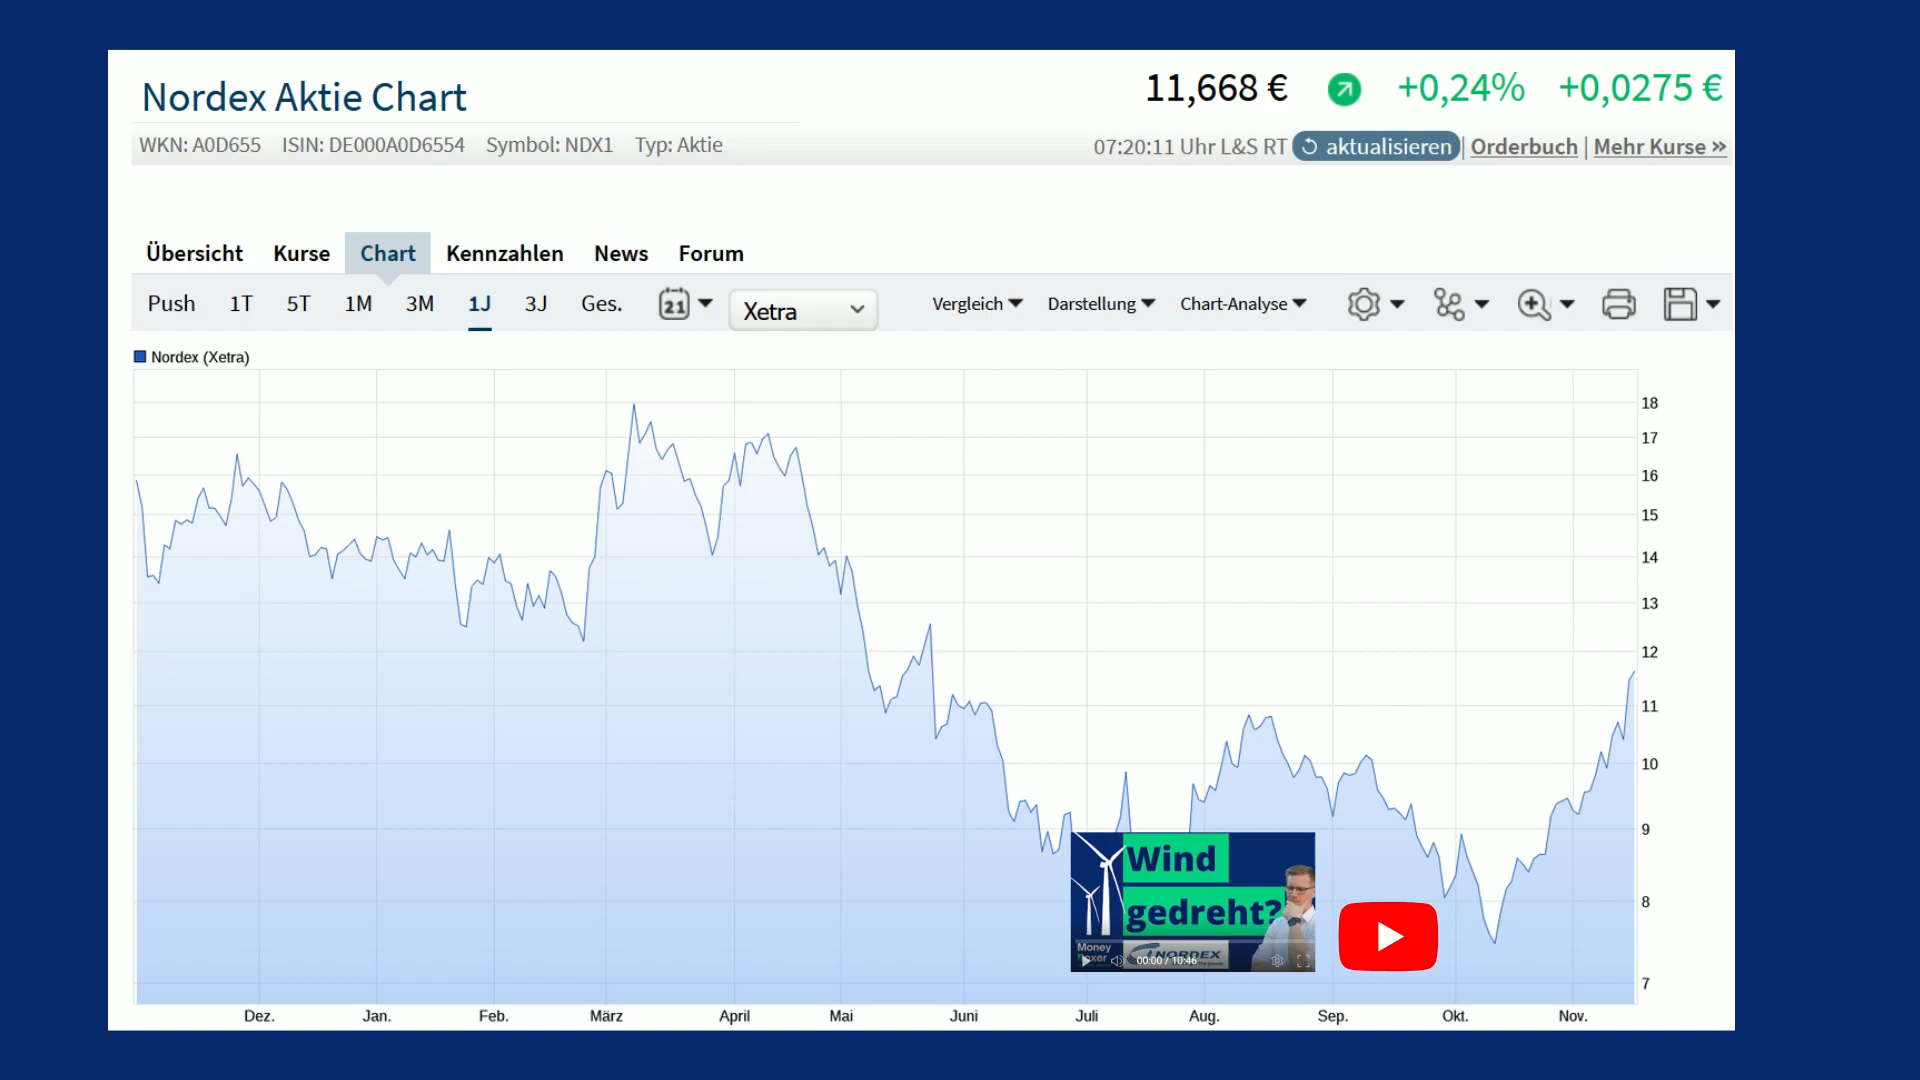 Nordex Aktie Chart
11,668 € +0,24% +0,0275 €
WKN: A0D655 ISIN: DE000A0D6554 Symbol: NDX1 Typ: Aktie
07:20:11 Uhr L&S RT aktualisieren | Orderbuch | Mehr Kurse »
Übersicht Kurse Chart Kennzahlen News Forum
Push 1T 5T 1M 3M 1J 3J Ges. 21 Xetra Vergleich Darstellung Chart-Analyse
Nordex (Xetra)
18
17
16
15
14
13
12
11
10
9
8
7
Wind
gedreht?
Money
NORDEX
00:00 / 10:46
Dez. Jan. Feb. März April Mai Juni Juli Aug. Sep. Okt. Nov.